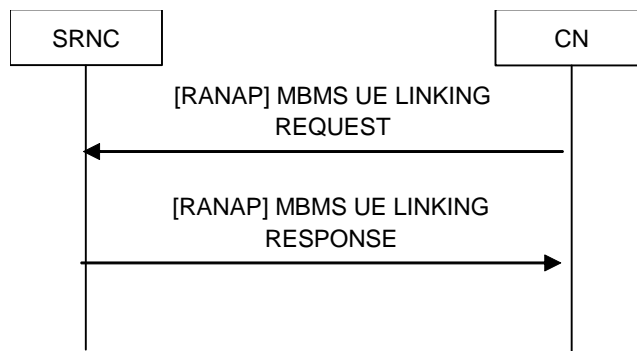 SRNC
CN
[RANAP] MBMS UE LINKING
REQUEST
[RANAP] MBMS UE LINKING
RESPONSE